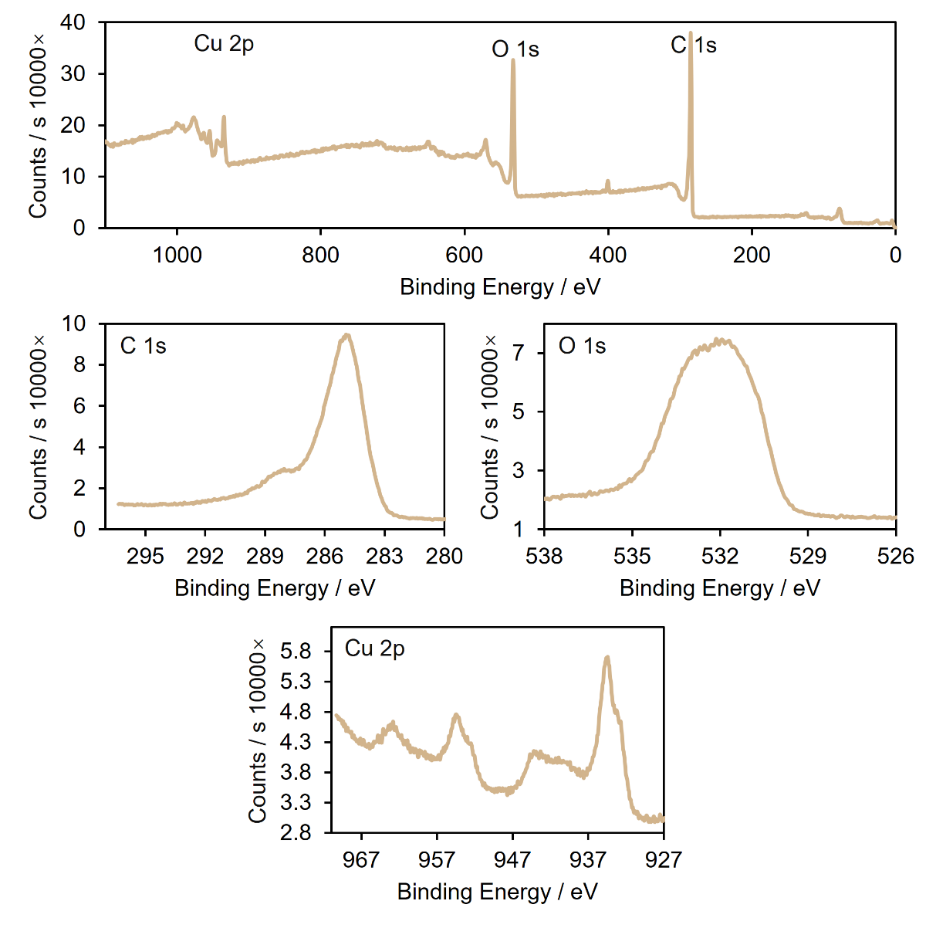 Cu 2p
O 1s
C 1s
Counts / s 10000×
40
30
20
10
0
1000 800 600 400 200 0
Binding Energy / eV
C 1s
Counts / s 10000×
10
8
6
4
2
0
295 292 289 286 283 280
Binding Energy / eV
O 1s
Counts / s 10000×
7
5
3
1
538 535 532 529 526
Binding Energy / eV
Cu 2p
Counts / s 10000×
5.8
5.3
4.8
4.3
3.8
3.3
2.8
967 957 947 937 927
Binding Energy / eV